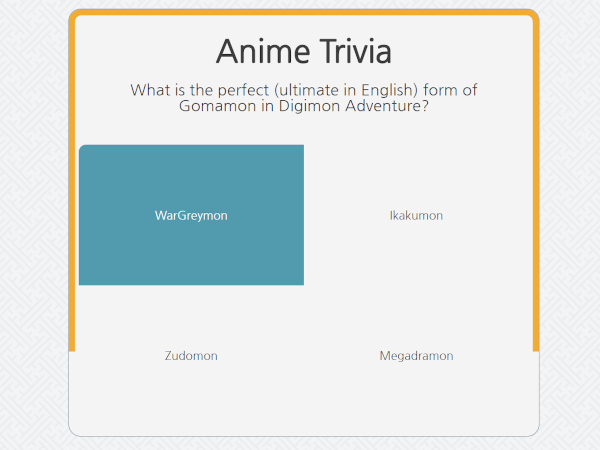 Anime Trivia
What is the perfect (ultimate in English) form of
Gomamon in Digimon Adventure?
WarGreymon
Ikakumon
Zudomon
Megadramon